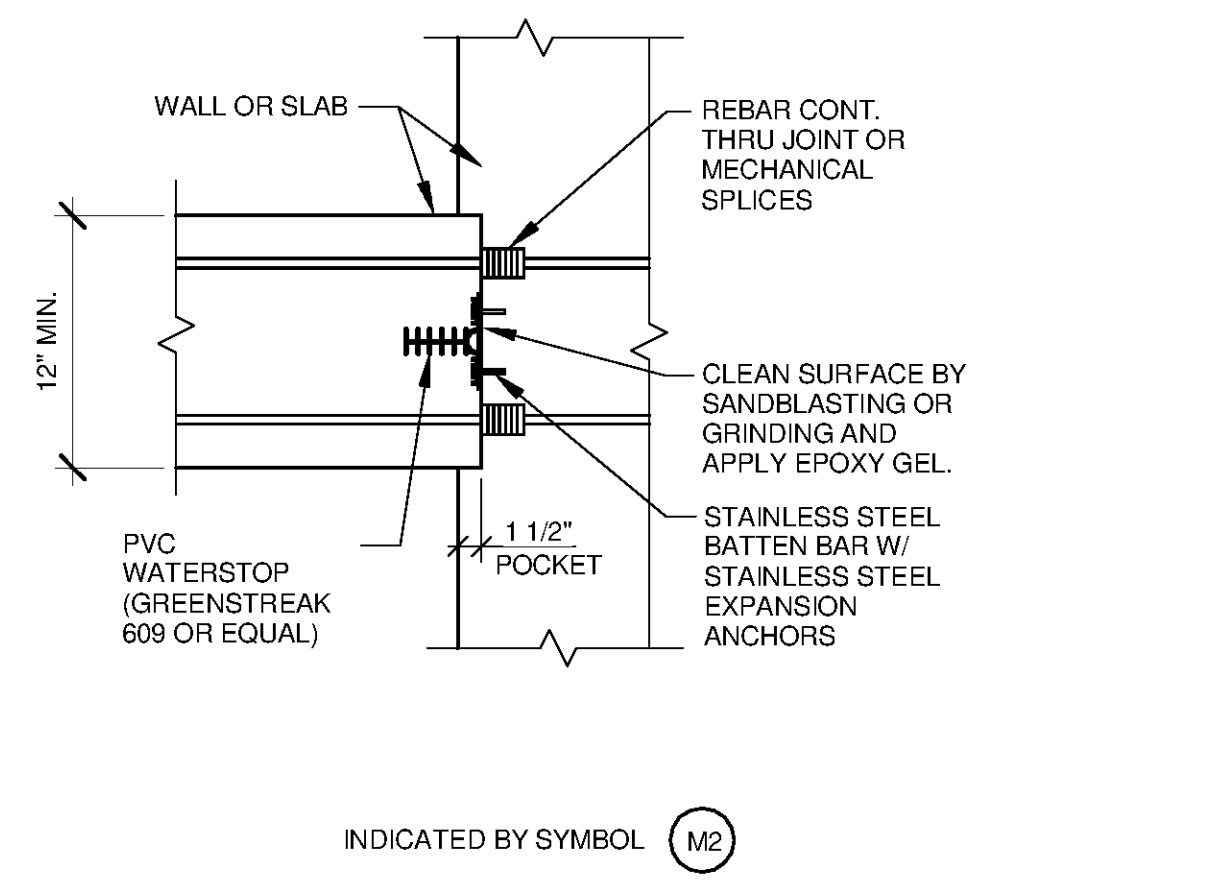 WALL OR SLAB
REBAR CONT.
THRU JOINT OR
MECHANICAL
SPLICES
12" MIN.
CLEAN SURFACE BY
SANDBLASTING OR
GRINDING AND
APPLY EPOXY GEL.
STAINLESS STEEL
BATTEN BAR W/
STAINLESS STEEL
EXPANSION
ANCHORS
1 1/2"
POCKET
PVC
WATERSTOP
(GREENSTREAK
609 OR EQUAL)
INDICATED BY SYMBOL M2